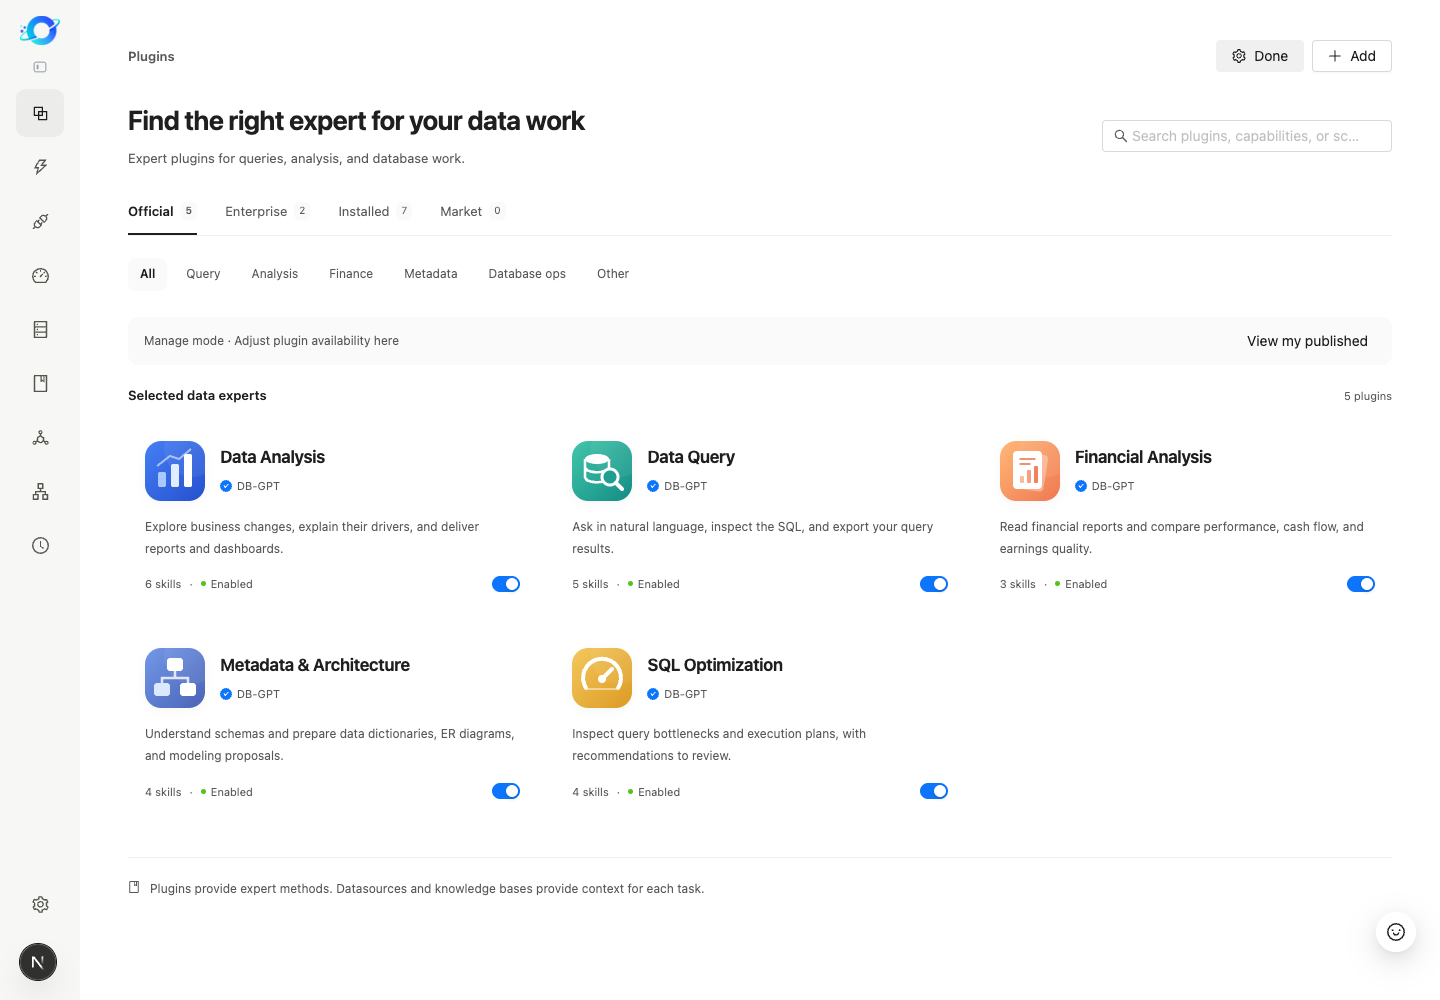 Plugins
Done
Add
Find the right expert for your data work
Expert plugins for queries, analysis, and database work.
Search plugins, capabilities, or sc...
Official 5
Enterprise 2
Installed 7
Market 0
All
Query
Analysis
Finance
Metadata
Database ops
Other
Manage mode · Adjust plugin availability here
View my published
Selected data experts
5 plugins
Data Analysis
DB-GPT
Explore business changes, explain their drivers, and deliver
reports and dashboards.
6 skills · Enabled
Data Query
DB-GPT
Ask in natural language, inspect the SQL, and export your query
results.
5 skills · Enabled
Financial Analysis
DB-GPT
Read financial reports and compare performance, cash flow, and
earnings quality.
3 skills · Enabled
Metadata & Architecture
DB-GPT
Understand schemas and prepare data dictionaries, ER diagrams,
and modeling proposals.
4 skills · Enabled
SQL Optimization
DB-GPT
Inspect query bottlenecks and execution plans, with
recommendations to review.
4 skills · Enabled
Plugins provide expert methods. Datasources and knowledge bases provide context for each task.
N